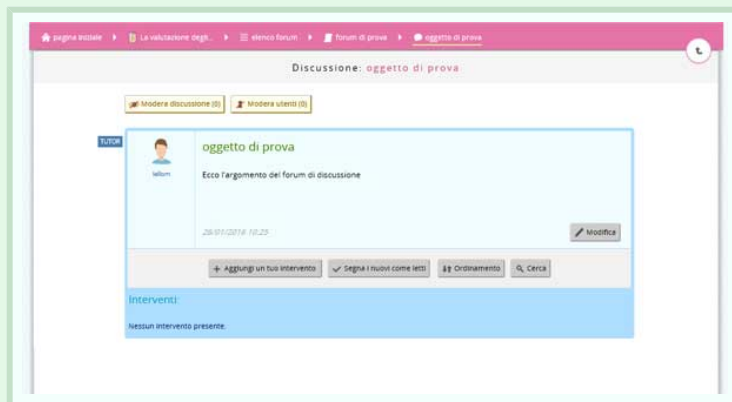 pagina iniziale La valutazione degli... elenco forum forum di prova oggetto di prova
Discussione: oggetto di prova
Modera discussione (0) Modera utenti (0)
TUTOR
oggetto di prova
Ecco l'argomento del forum di discussione
10:25
Modifica
Aggiungi un tuo intervento Segna i nuovi come letti Ordinamento Cerca
Interventi:
Nessun intervento presente.